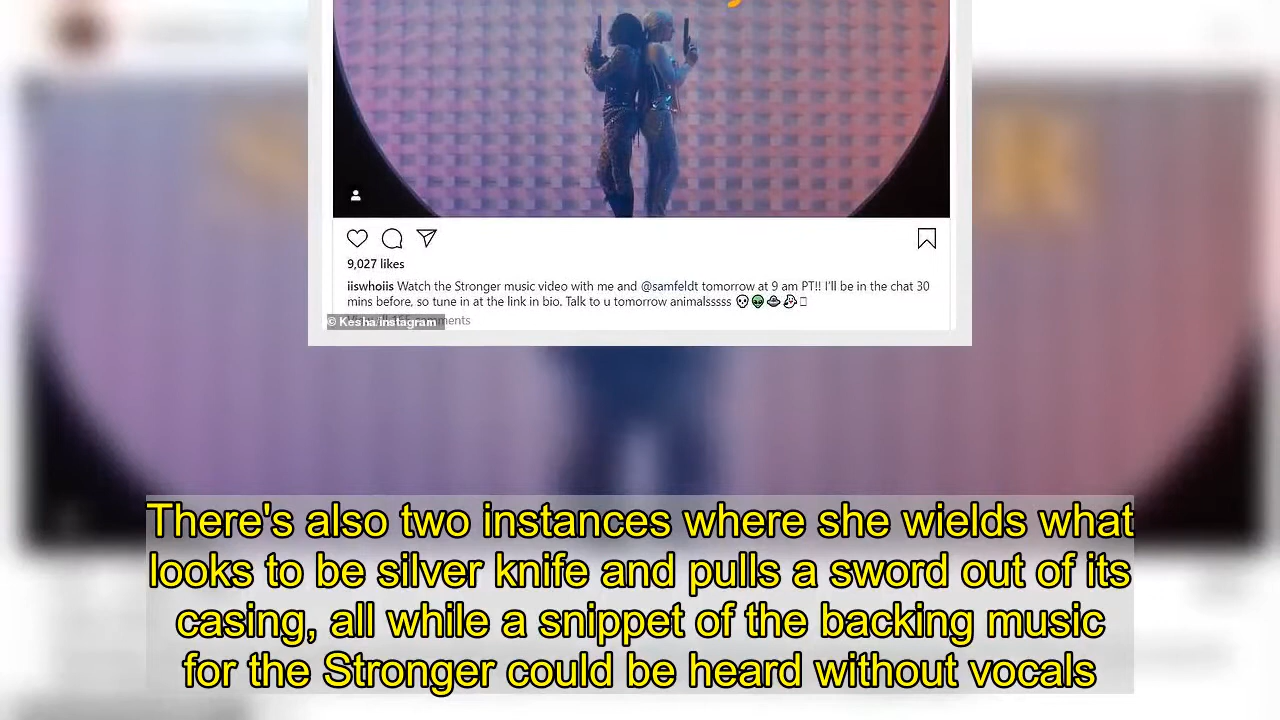 9,027 likes
iiswhoiis Watch the Stronger music video with me and @samfeldt tomorrow at 9 am PT!! I'll be in the chat 30
mins before, so tune in at the link in bio. Talk to u tomorrow animalsssss 💀👽🛸👻
© Kesha/instagram
There's also two instances where she wields what
looks to be silver knife and pulls a sword out of its
casing, all while a snippet of the backing music
for the Stronger could be heard without vocals